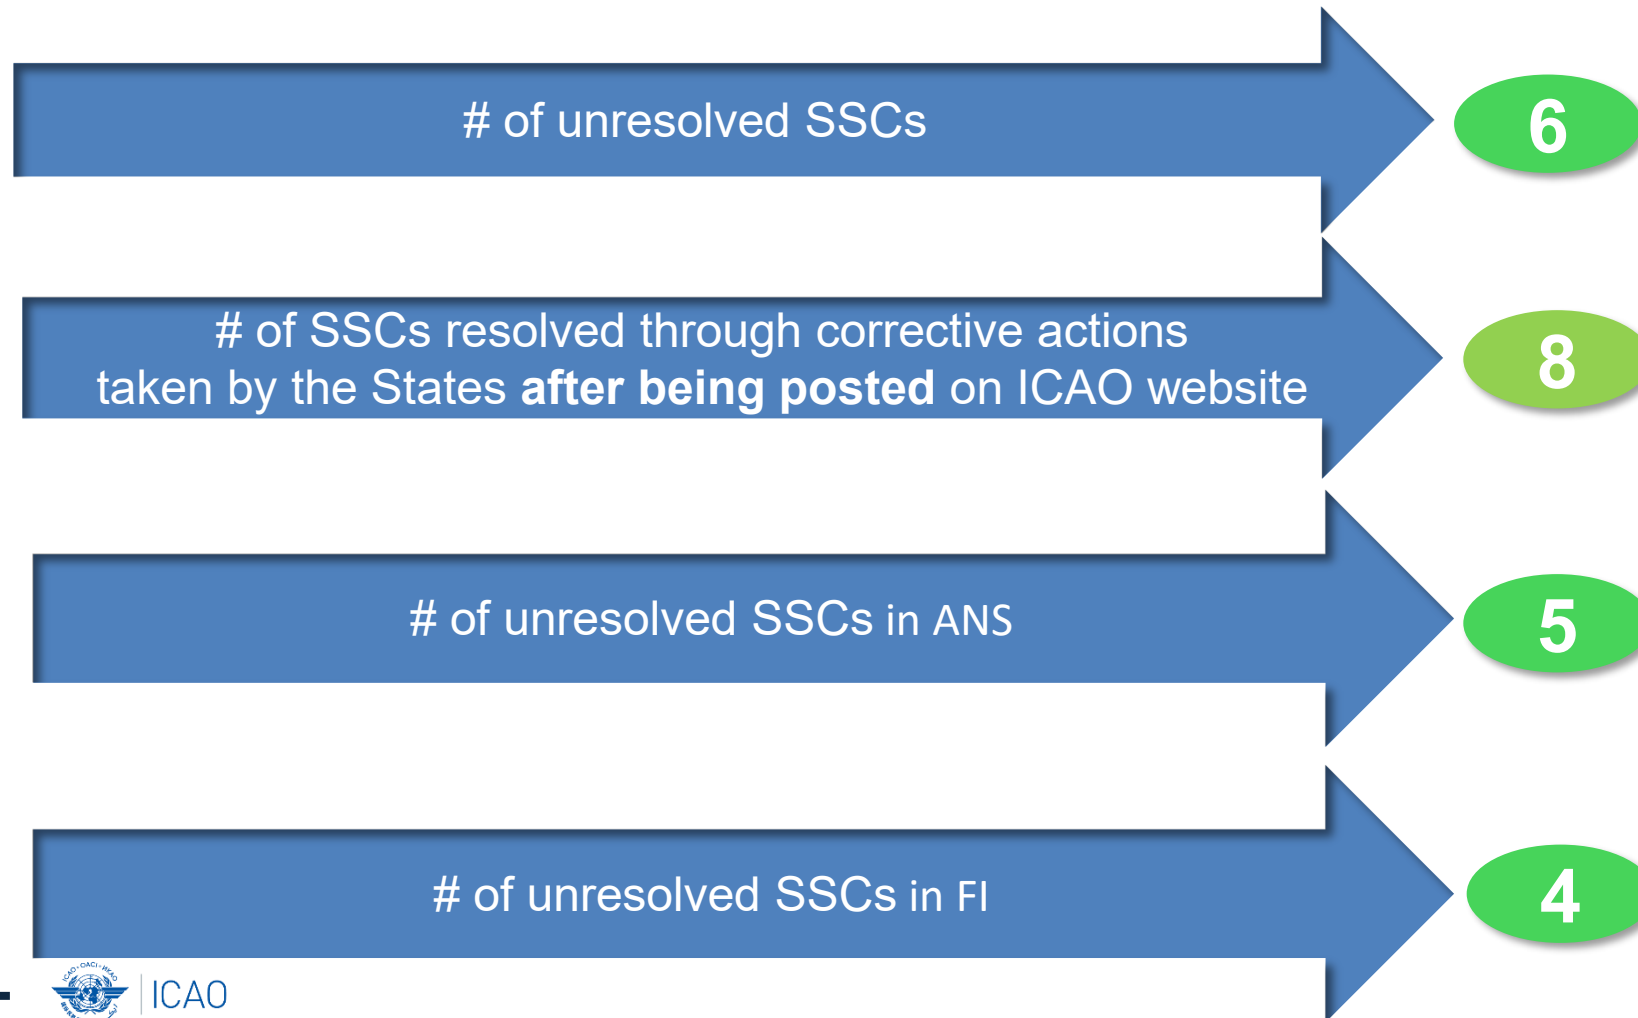 # of unresolved SSCs
6
# of SSCs resolved through corrective actions
taken by the States after being posted on ICAO website
8
# of unresolved SSCs in ANS
5
# of unresolved SSCs in FI
4
ICAO